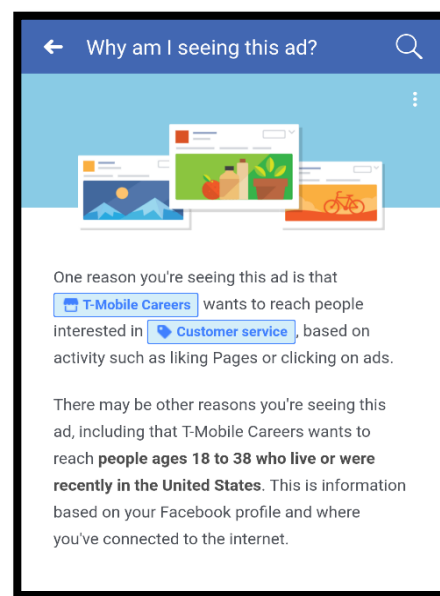 Why am I seeing this ad?
One reason you're seeing this ad is that
T-Mobile Careers wants to reach people
interested in Customer service, based on
activity such as liking Pages or clicking on ads.
There may be other reasons you're seeing this
ad, including that T-Mobile Careers wants to
reach people ages 18 to 38 who live or were
recently in the United States. This is information
based on your Facebook profile and where
you've connected to the internet.